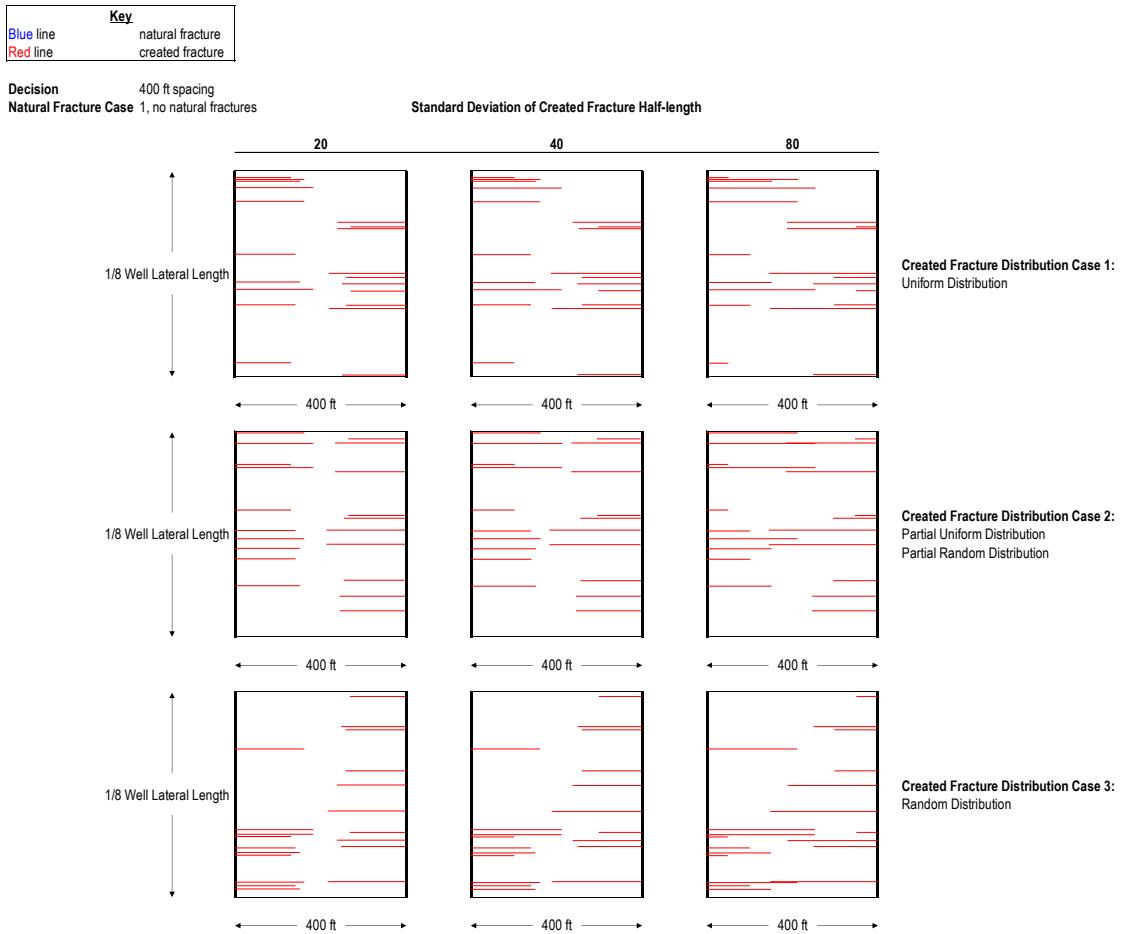 Key
Blue line natural fracture
Red line created fracture
Decision 400 ft spacing
Natural Fracture Case 1, no natural fractures
Standard Deviation of Created Fracture Half-length
20 40 80
1/8 Well Lateral Length
Created Fracture Distribution Case 1:
Uniform Distribution
400 ft 400 ft 400 ft
1/8 Well Lateral Length
Created Fracture Distribution Case 2:
Partial Uniform Distribution
Partial Random Distribution
400 ft 400 ft 400 ft
1/8 Well Lateral Length
Created Fracture Distribution Case 3:
Random Distribution
400 ft 400 ft 400 ft